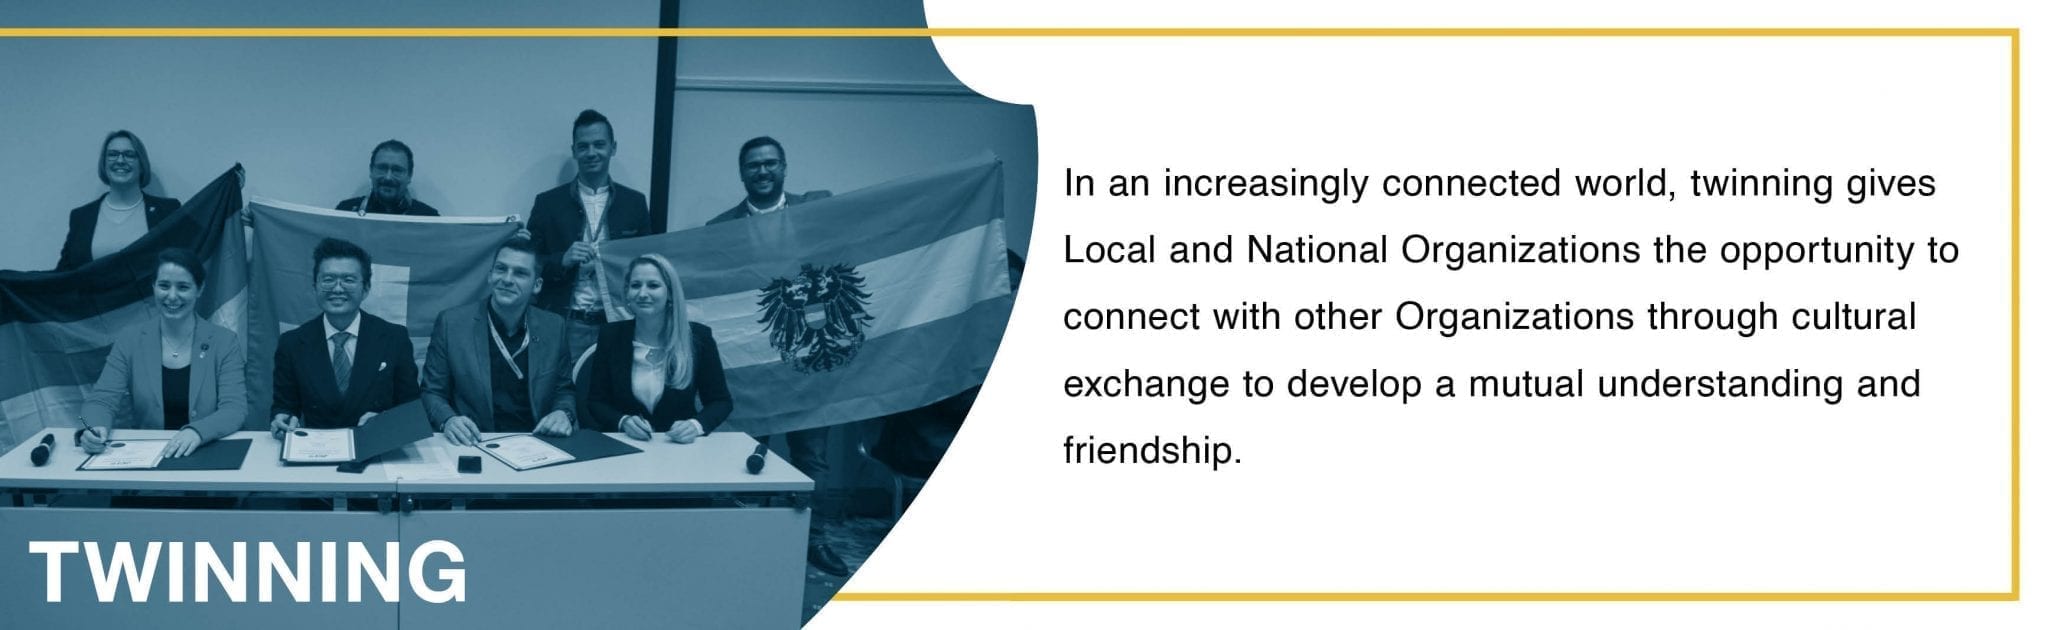 In an increasingly connected world, twinning gives
Local and National Organizations the opportunity to
connect with other Organizations through cultural
exchange to develop a mutual understanding and
friendship.
TWINNING